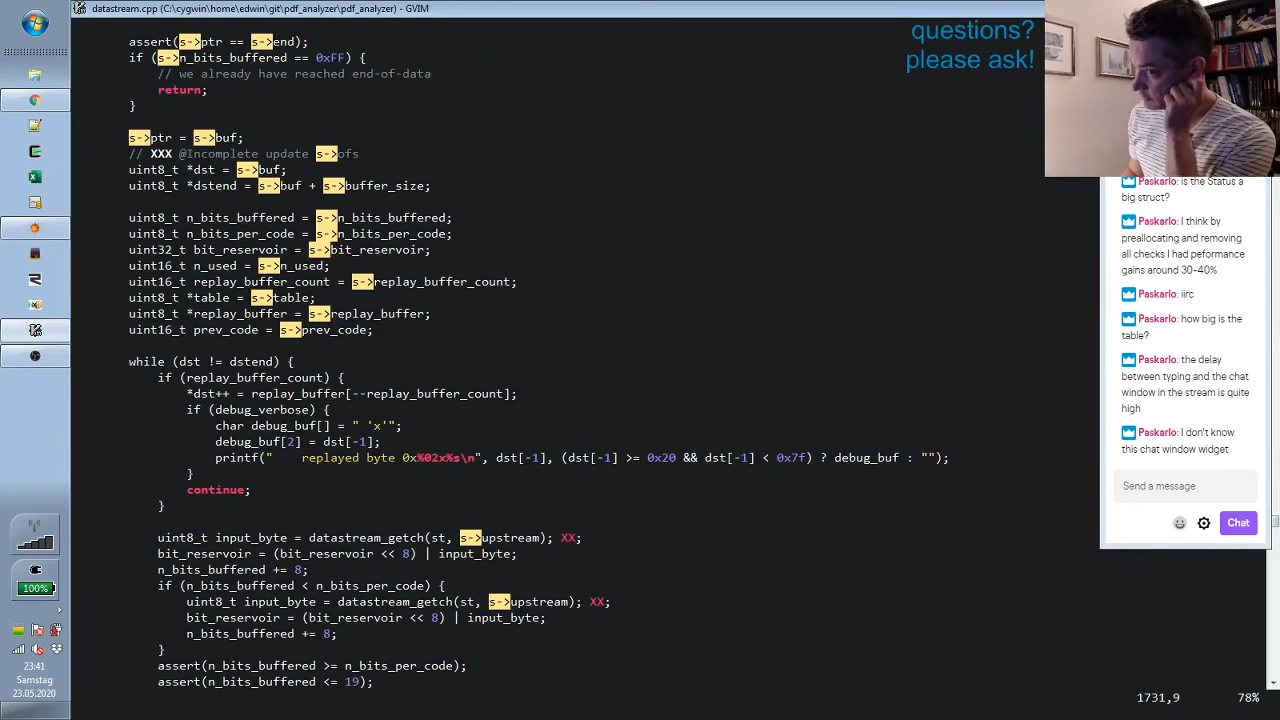 datastream.cpp (C:\cygwin\home\edwin\git\pdf_analyzer\pdf_analyzer) - GVIM
assert(s->ptr == s->end);
if (s->n_bits_buffered == 0xFF) {
// we already have reached end-of-data
return;
}
s->ptr = s->buf;
// XXX @Incomplete update s->ofs
uint8_t *dst = s->buf;
uint8_t *dstend = s->buf + s->buffer_size;
uint8_t n_bits_buffered = s->n_bits_buffered;
uint8_t n_bits_per_code = s->n_bits_per_code;
uint32_t bit_reservoir = s->bit_reservoir;
uint16_t n_used = s->n_used;
uint16_t replay_buffer_count = s->replay_buffer_count;
uint8_t *table = s->table;
uint8_t *replay_buffer = s->replay_buffer;
uint16_t prev_code = s->prev_code;
while (dst != dstend) {
if (replay_buffer_count) {
*dst++ = replay_buffer[--replay_buffer_count];
if (debug_verbose) {
char debug_buf[] = " 'x'";
debug_buf[2] = dst[-1];
printf("    replayed byte 0x%02x%s\n", dst[-1], (dst[-1] >= 0x20 && dst[-1] < 0x7f) ? debug_buf : "");
}
continue;
}
uint8_t input_byte = datastream_getch(st, s->upstream); XX;
bit_reservoir = (bit_reservoir << 8) | input_byte;
n_bits_buffered += 8;
if (n_bits_buffered < n_bits_per_code) {
uint8_t input_byte = datastream_getch(st, s->upstream); XX;
bit_reservoir = (bit_reservoir << 8) | input_byte;
n_bits_buffered += 8;
}
assert(n_bits_buffered >= n_bits_per_code);
assert(n_bits_buffered <= 19);
1731,9 78%
questions?
please ask!
Paskarlo: is the Status a
big struct?
Paskarlo: I think by
preallocating and removing
all checks I had peformance
gains around 30-40%
Paskarlo: iirc
Paskarlo: how big is the
table?
Paskarlo: the delay
between typing and the chat
window in the stream is quite
high
Paskarlo: I don't know
this chat window widget
Send a message
Chat
100%
23:41
Samstag
23.05.2020